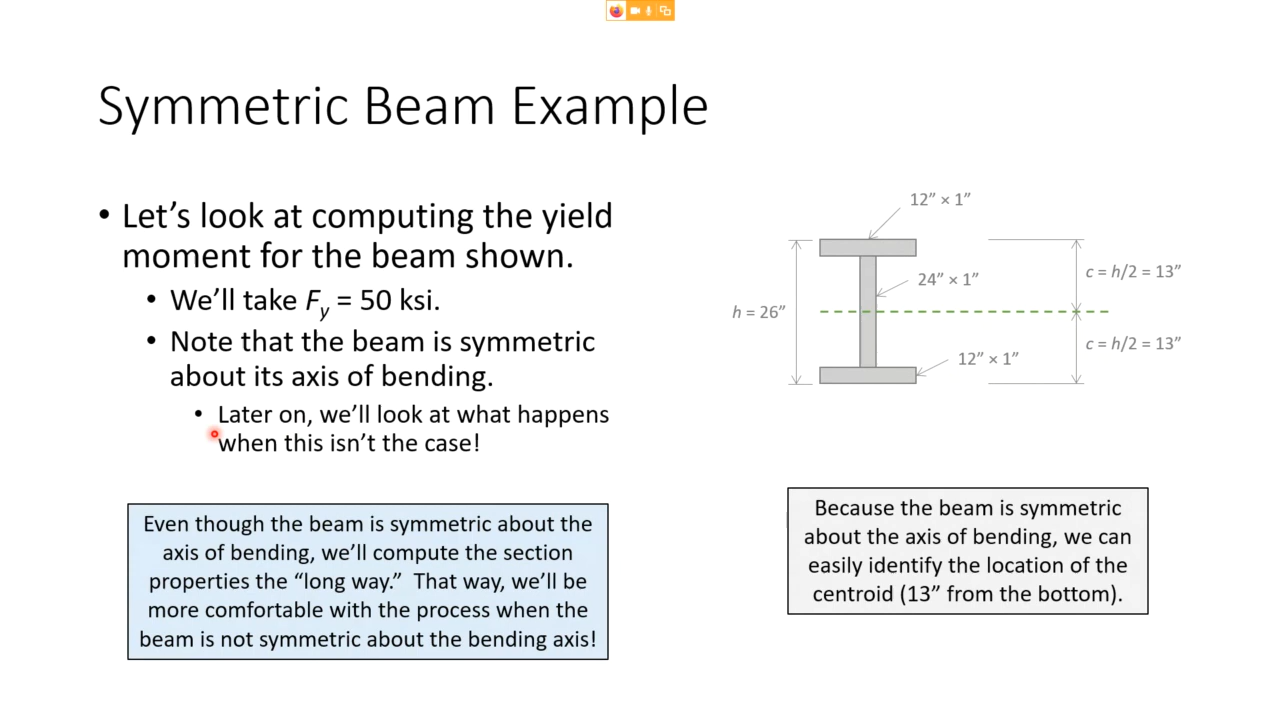 Symmetric Beam Example
• Let’s look at computing the yield
moment for the beam shown.
• We’ll take Fy = 50 ksi.
• Note that the beam is symmetric
about its axis of bending.
• Later on, we’ll look at what happens
when this isn’t the case!
Even though the beam is symmetric about the
axis of bending, we’ll compute the section
properties the “long way.” That way, we’ll be
more comfortable with the process when the
beam is not symmetric about the bending axis!
12” × 1”
24” × 1”
c = h/2 = 13”
h = 26”
c = h/2 = 13”
12” × 1”
Because the beam is symmetric
about the axis of bending, we can
easily identify the location of the
centroid (13” from the bottom).